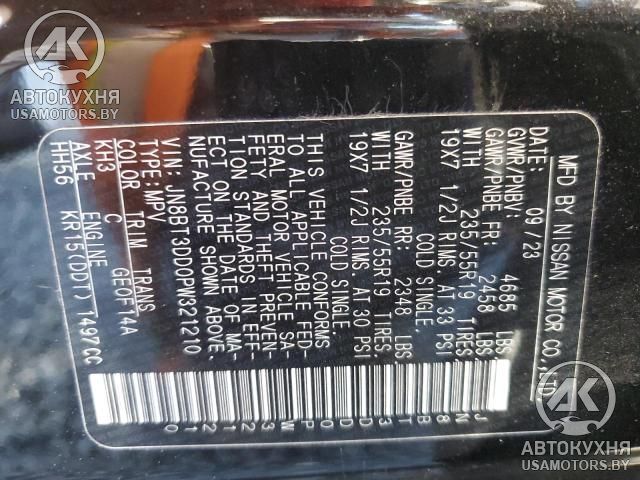 MFD BY NISSAN MOTOR CO., LTD.
DATE: 09/23
GVWR/PNBV: 4685 LBS
GAWR/PNBE FR: 2458 LBS
WITH 235/55R19 TIRES,
19X7 1/2J RIMS, AT 33 PSI
COLD SINGLE.
GAWR/PNBE RR: 2348 LBS.
WITH 235/55R19 TIRES:
19X7 1/2J RIMS, AT 30 PSI
COLD SINGLE.
THIS VEHICLE CONFORMS
TO ALL APPLICABLE FED-
ERAL MOTOR VEHICLE SA-
FETY AND THEFT PREVEN-
TION STANDARDS IN EFF-
ECT ON THE DATE OF MA-
NUFACTURE SHOWN ABOVE.
VIN: JN8BT3DD0PW321210
TYPE: MPV
COLOR TRIM TRANS
KH3 C GEOF14A
AXLE ENGINE
HH56 KR15(DDT) 1497CC
JN8BT3DD0PW321210
АК
АВТОКУХНЯ
USAMOTORS.BY
АК
АВТОКУХНЯ
USAMOTORS.BY